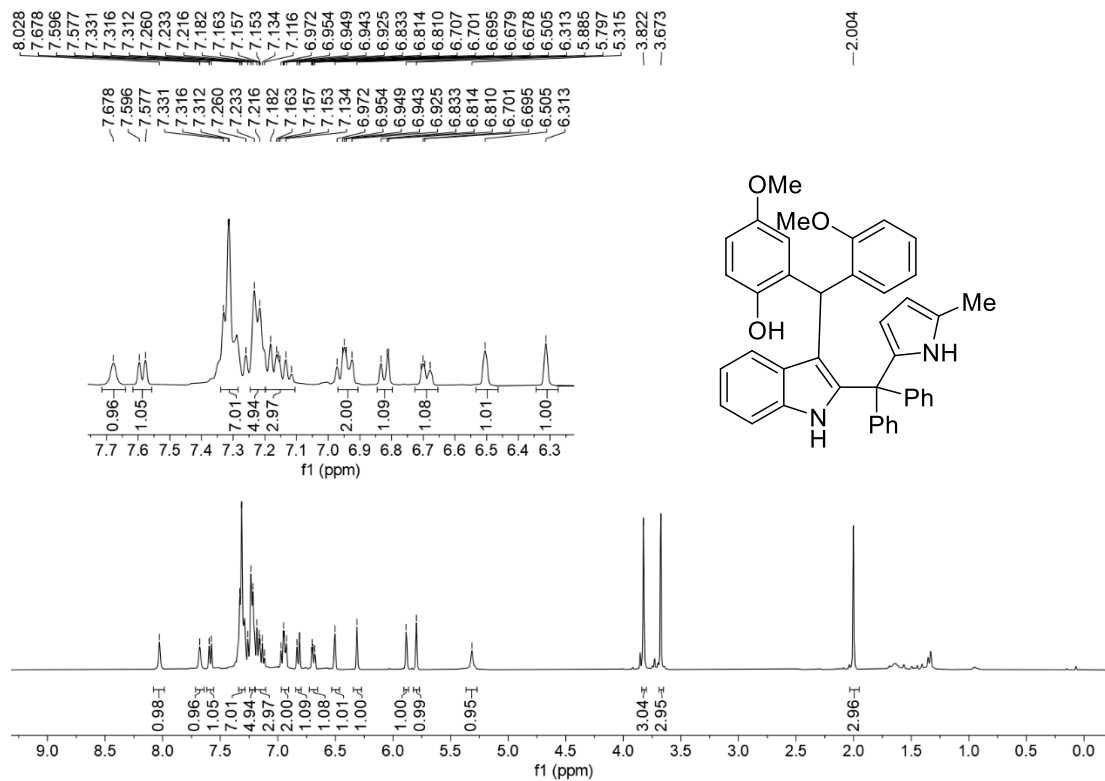 8.028 7.678 7.596 7.577 7.331 7.316 7.312 7.260 7.233 7.216 7.182 7.163 7.157 7.153 7.134 7.116 6.972 6.954 6.949 6.943 6.925 6.833 6.814 6.810 6.707 6.701 6.695 6.679 6.678 6.505 6.313 5.885 5.797 5.315 3.822 3.673 2.004
7.678 7.596 7.577 7.331 7.316 7.312 7.260 7.233 7.216 7.182 7.163 7.157 7.153 7.134 6.972 6.954 6.949 6.943 6.925 6.833 6.814 6.810 6.701 6.695 6.505 6.313
OMe
MeO
OH
Me
N
H
N
H
Ph
Ph
0.96 1.05 7.01 4.94 2.97 2.00 1.09 1.08 1.01 1.00
7.7 7.6 7.5 7.4 7.3 7.2 7.1 7.0 6.9 6.8 6.7 6.6 6.5 6.4 6.3
f1 (ppm)
0.98 0.96 1.05 7.01 4.94 2.97 2.00 1.09 1.08 1.01 1.00 1.00 0.99 0.95 3.04 2.95 2.96
9.0 8.5 8.0 7.5 7.0 6.5 6.0 5.5 5.0 4.5 4.0 3.5 3.0 2.5 2.0 1.5 1.0 0.5 0.0
f1 (ppm)